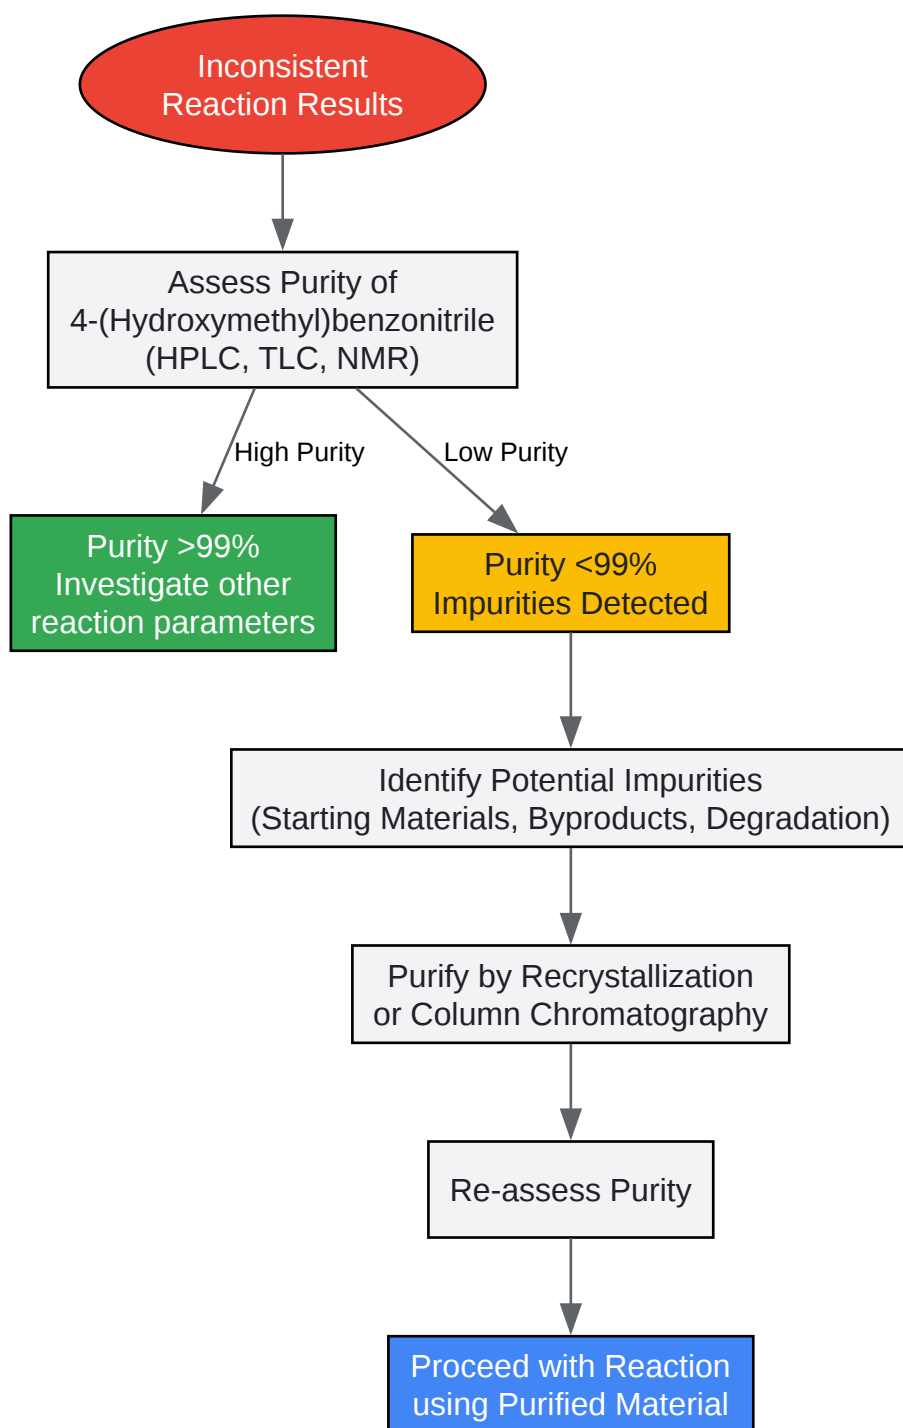 Inconsistent
Reaction Results
Assess Purity of
4-(Hydroxymethyl)benzonitrile
(HPLC, TLC, NMR)
High Purity
Low Purity
Purity >99%
Investigate other
reaction parameters
Purity <99%
Impurities Detected
Identify Potential Impurities
(Starting Materials, Byproducts, Degradation)
Purify by Recrystallization
or Column Chromatography
Re-assess Purity
Proceed with Reaction
using Purified Material